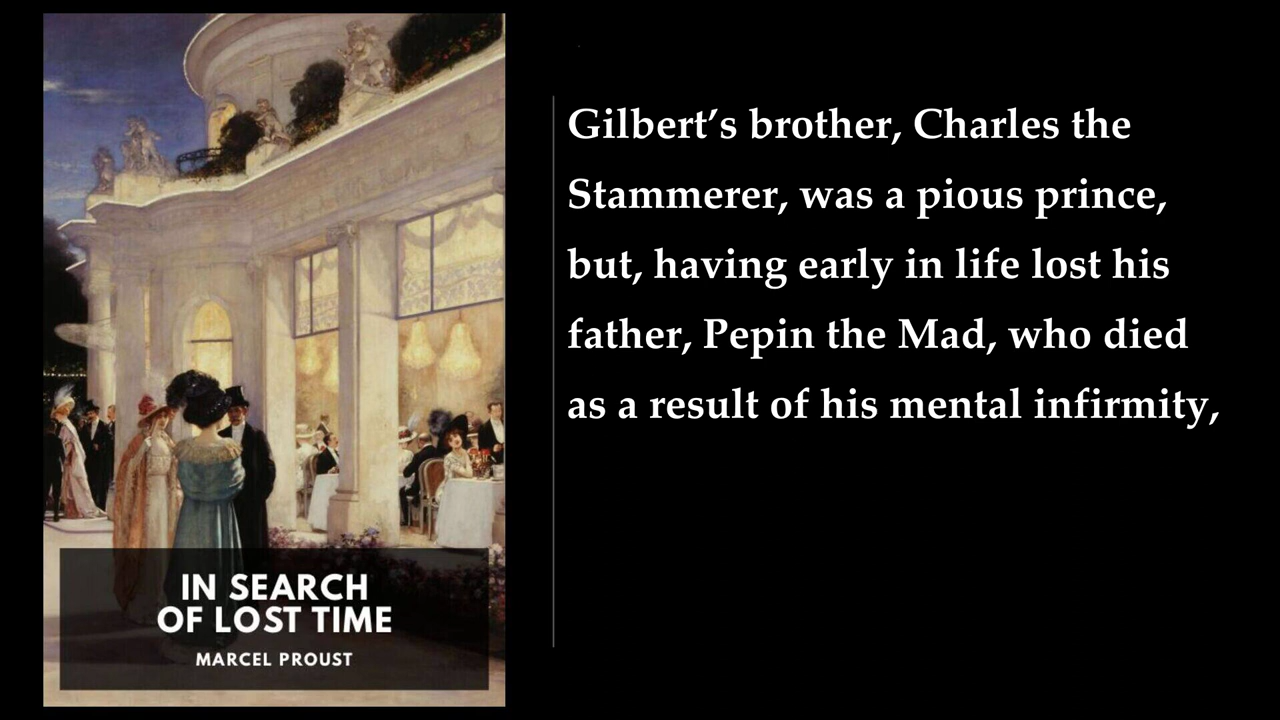 IN SEARCH
OF LOST TIME
MARCEL PROUST
Gilbert’s brother, Charles the
Stammerer, was a pious prince,
but, having early in life lost his
father, Pepin the Mad, who died
as a result of his mental infirmity,